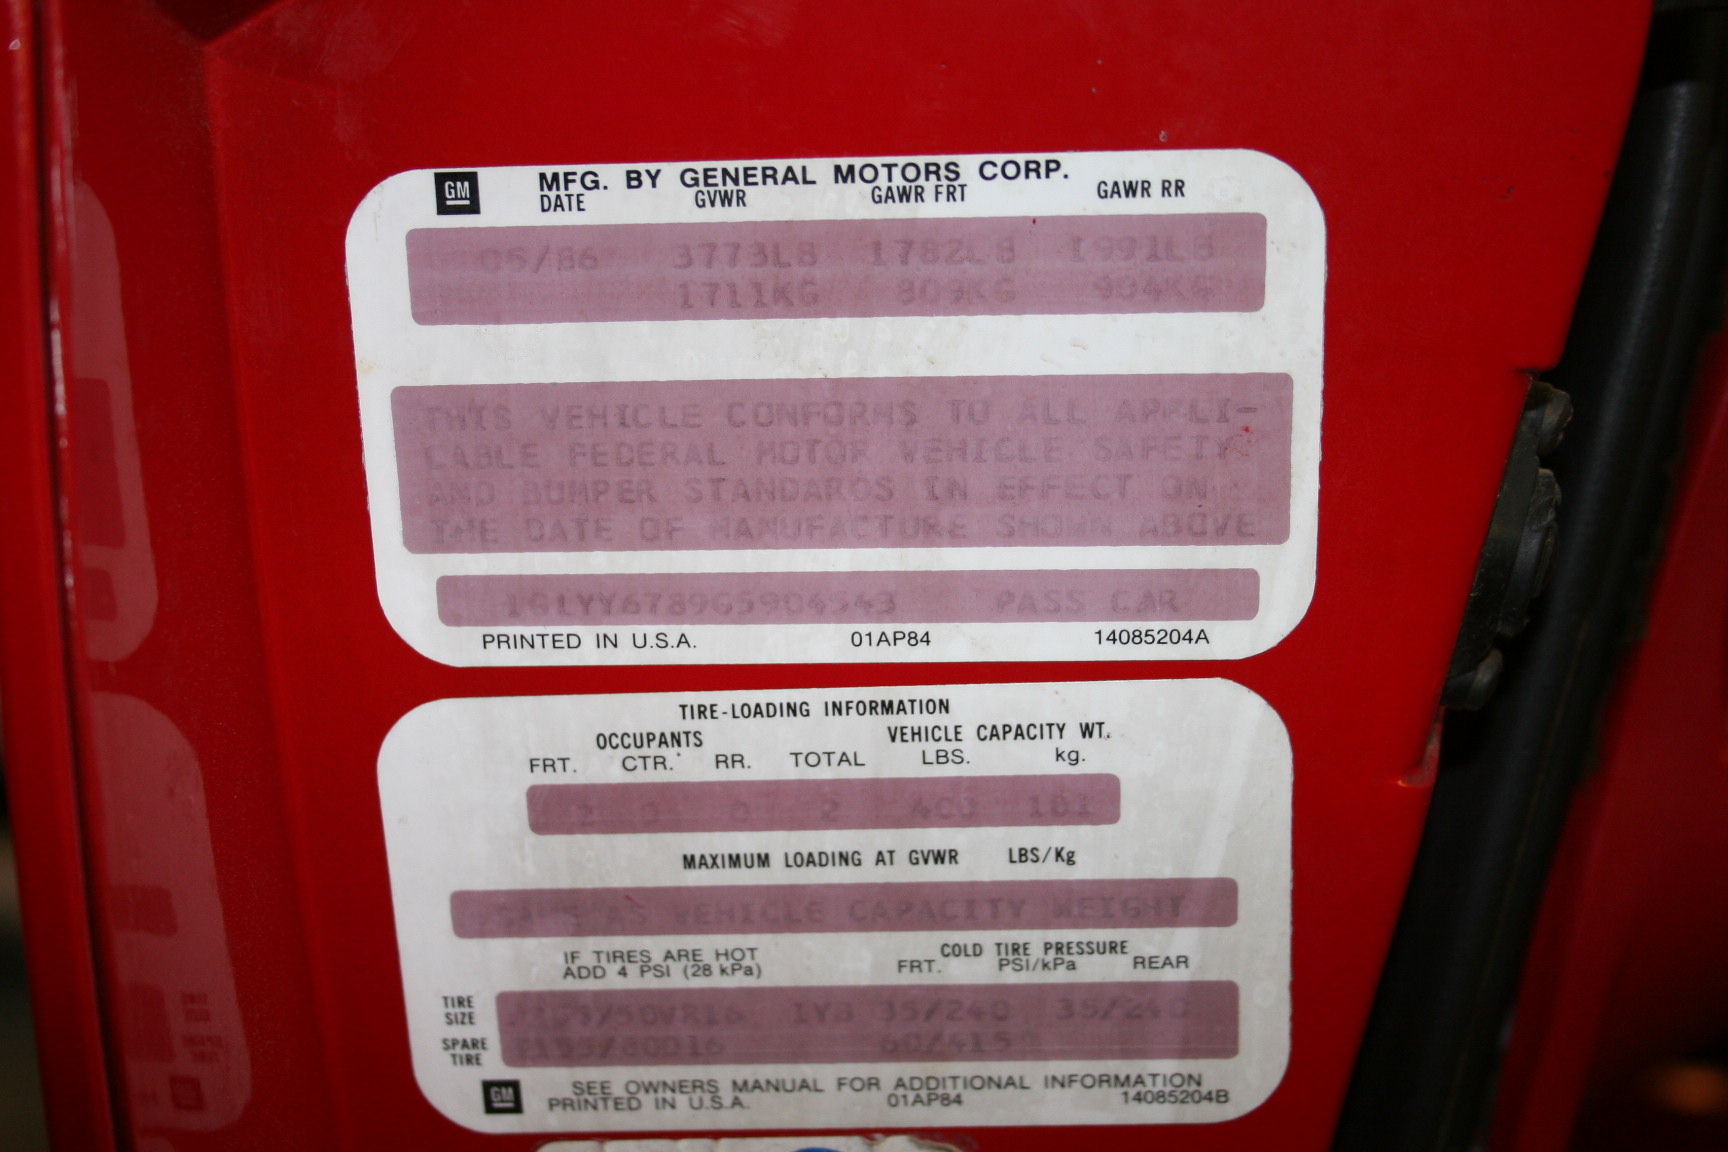 GM MFG. BY GENERAL MOTORS CORP.
DATE GVWR GAWR FRT GAWR RR
05/86 3773LB 1782LB 1991LB
1711KG 809KG 904KG
THIS VEHICLE CONFORMS TO ALL APPLI-
CABLE FEDERAL MOTOR VEHICLE SAFETY
AND BUMPER STANDARDS IN EFFECT ON
THE DATE OF MANUFACTURE SHOWN ABOVE
1G1YY6789G5904543 PASS CAR
PRINTED IN U.S.A. 01AP84 14085204A
TIRE-LOADING INFORMATION
OCCUPANTS VEHICLE CAPACITY WT.
FRT. CTR. RR. TOTAL LBS. kg.
2 0 0 2 400 181
MAXIMUM LOADING AT GVWR LBS/Kg
SAME AS VEHICLE CAPACITY WEIGHT
IF TIRES ARE HOT COLD TIRE PRESSURE
ADD 4 PSI (28 kPa) FRT. PSI/kPa REAR
TIRE SIZE 35/240 35/240
SPARE TIRE 60/415
GM SEE OWNERS MANUAL FOR ADDITIONAL INFORMATION
PRINTED IN U.S.A. 01AP84 14085204B